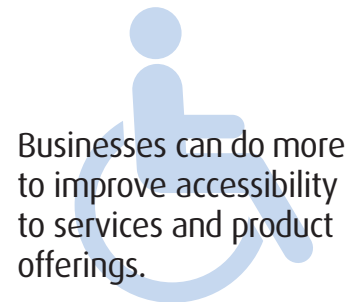 Businesses can do more
to improve accessibility
to services and product
offerings.